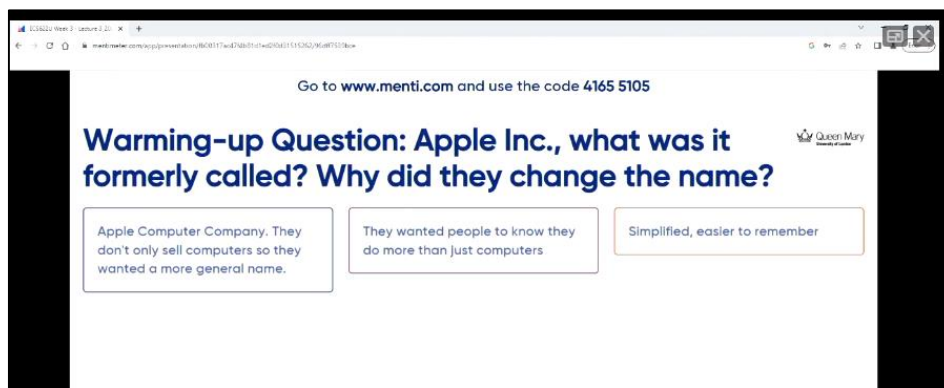 Go to www.menti.com and use the code 4165 5105
Warming-up Question: Apple Inc., what was it
formerly called? Why did they change the name?
Queen Mary
University of London
Apple Computer Company. They
don't only sell computers so they
wanted a more general name.
They wanted people to know they
do more than just computers
Simplified, easier to remember